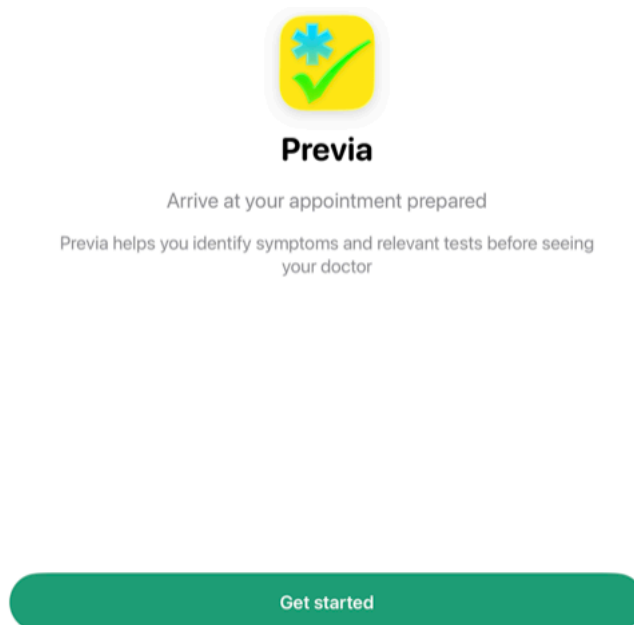 Previa
Arrive at your appointment prepared
Previa helps you identify symptoms and relevant tests before seeing
your doctor
Get started